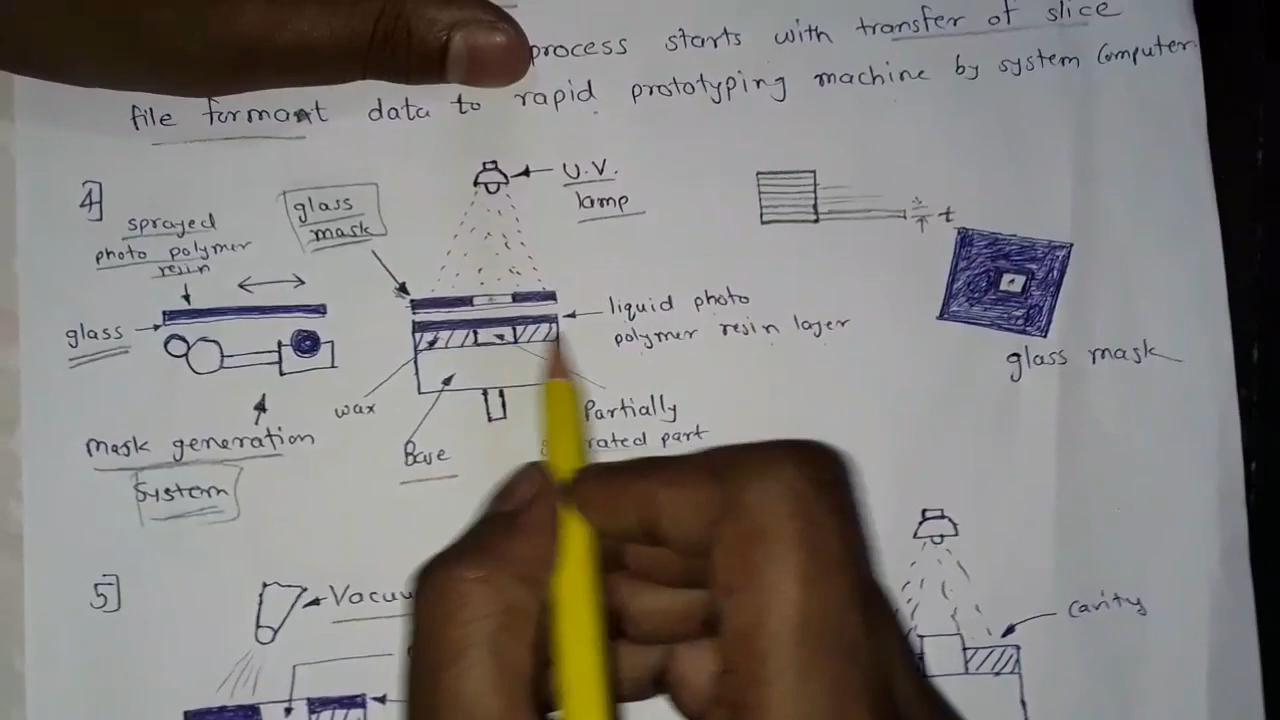 process starts with transfer of slice
file formant data to rapid prototyping machine by system computer
4]
sprayed
photo polymer
resin
glass
mask
U.V.
lamp
t
glass
liquid photo
polymer resin layer
glass mask
wax
Partially
part
mask generation
system
Base
5]
cavity